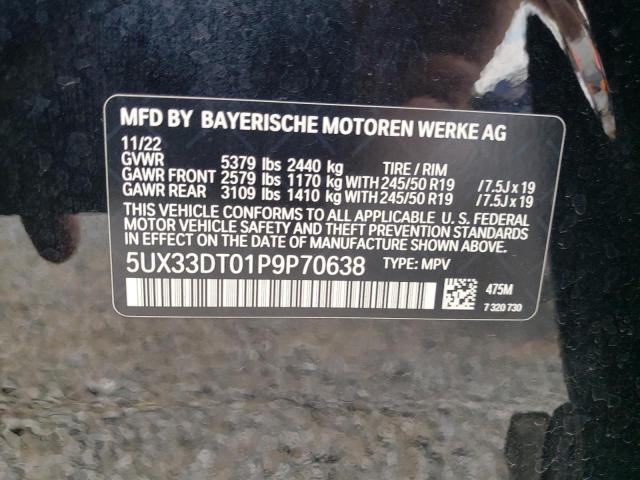 MFD BY BAYERISCHE MOTOREN WERKE AG
11/22
GVWR 5379 lbs 2440 kg TIRE / RIM
GAWR FRONT 2579 lbs 1170 kg WITH 245/50 R19 /7.5J x 19
GAWR REAR 3109 lbs 1410 kg WITH 245/50 R19 /7.5J x 19
THIS VEHICLE CONFORMS TO ALL APPLICABLE U. S. FEDERAL
MOTOR VEHICLE SAFETY AND THEFT PREVENTION STANDARDS
IN EFFECT ON THE DATE OF MANUFACTURE SHOWN ABOVE.
5UX33DT01P9P70638 TYPE: MPV
475M
7 320 730